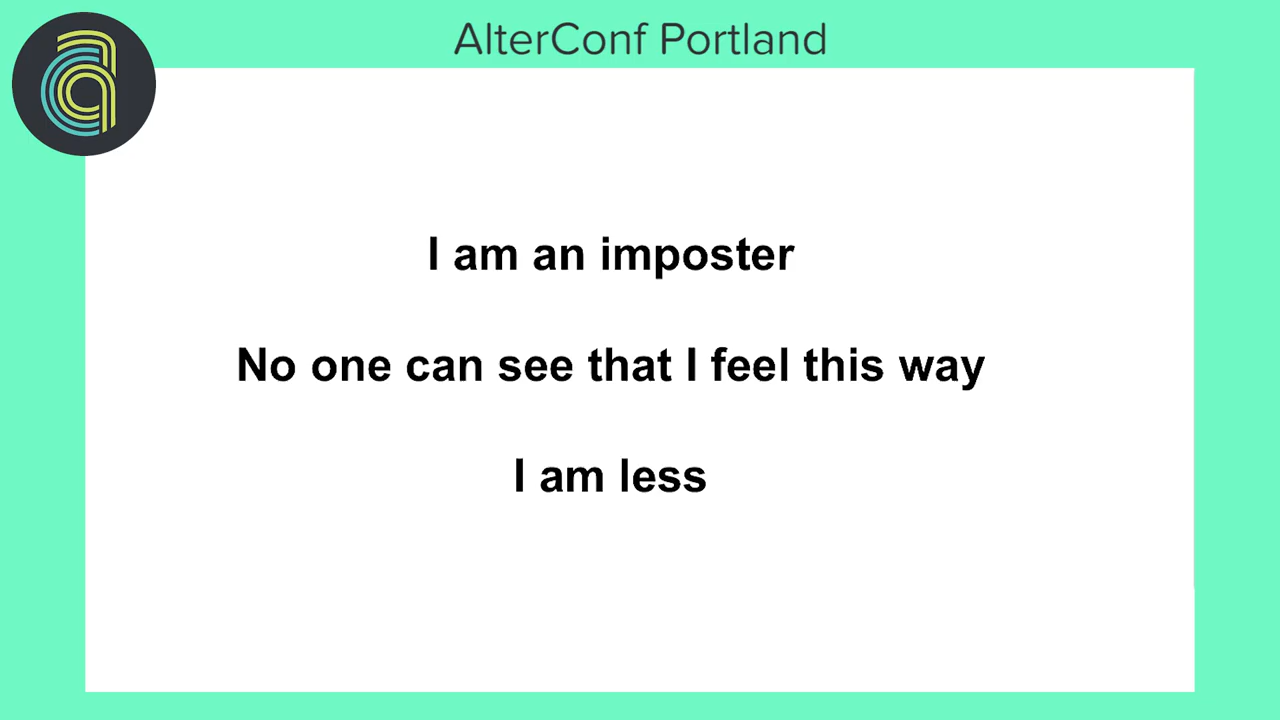 AlterConf Portland
I am an imposter
No one can see that I feel this way
I am less